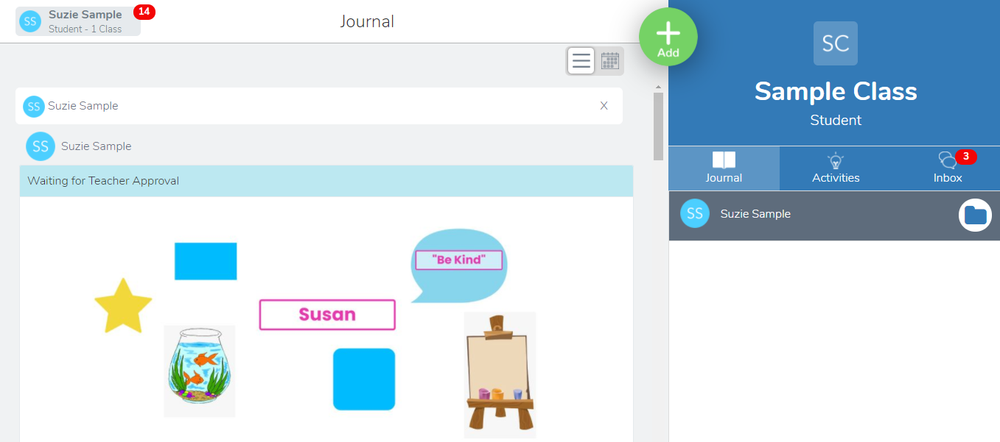 SS
Suzie Sample
14
Student - 1 Class
Journal
Add
SC
Sample Class
Student
Journal
Activities
Inbox
3
SS
Suzie Sample
SS
Suzie Sample
X
SS
Suzie Sample
Waiting for Teacher Approval
"Be Kind"
Susan